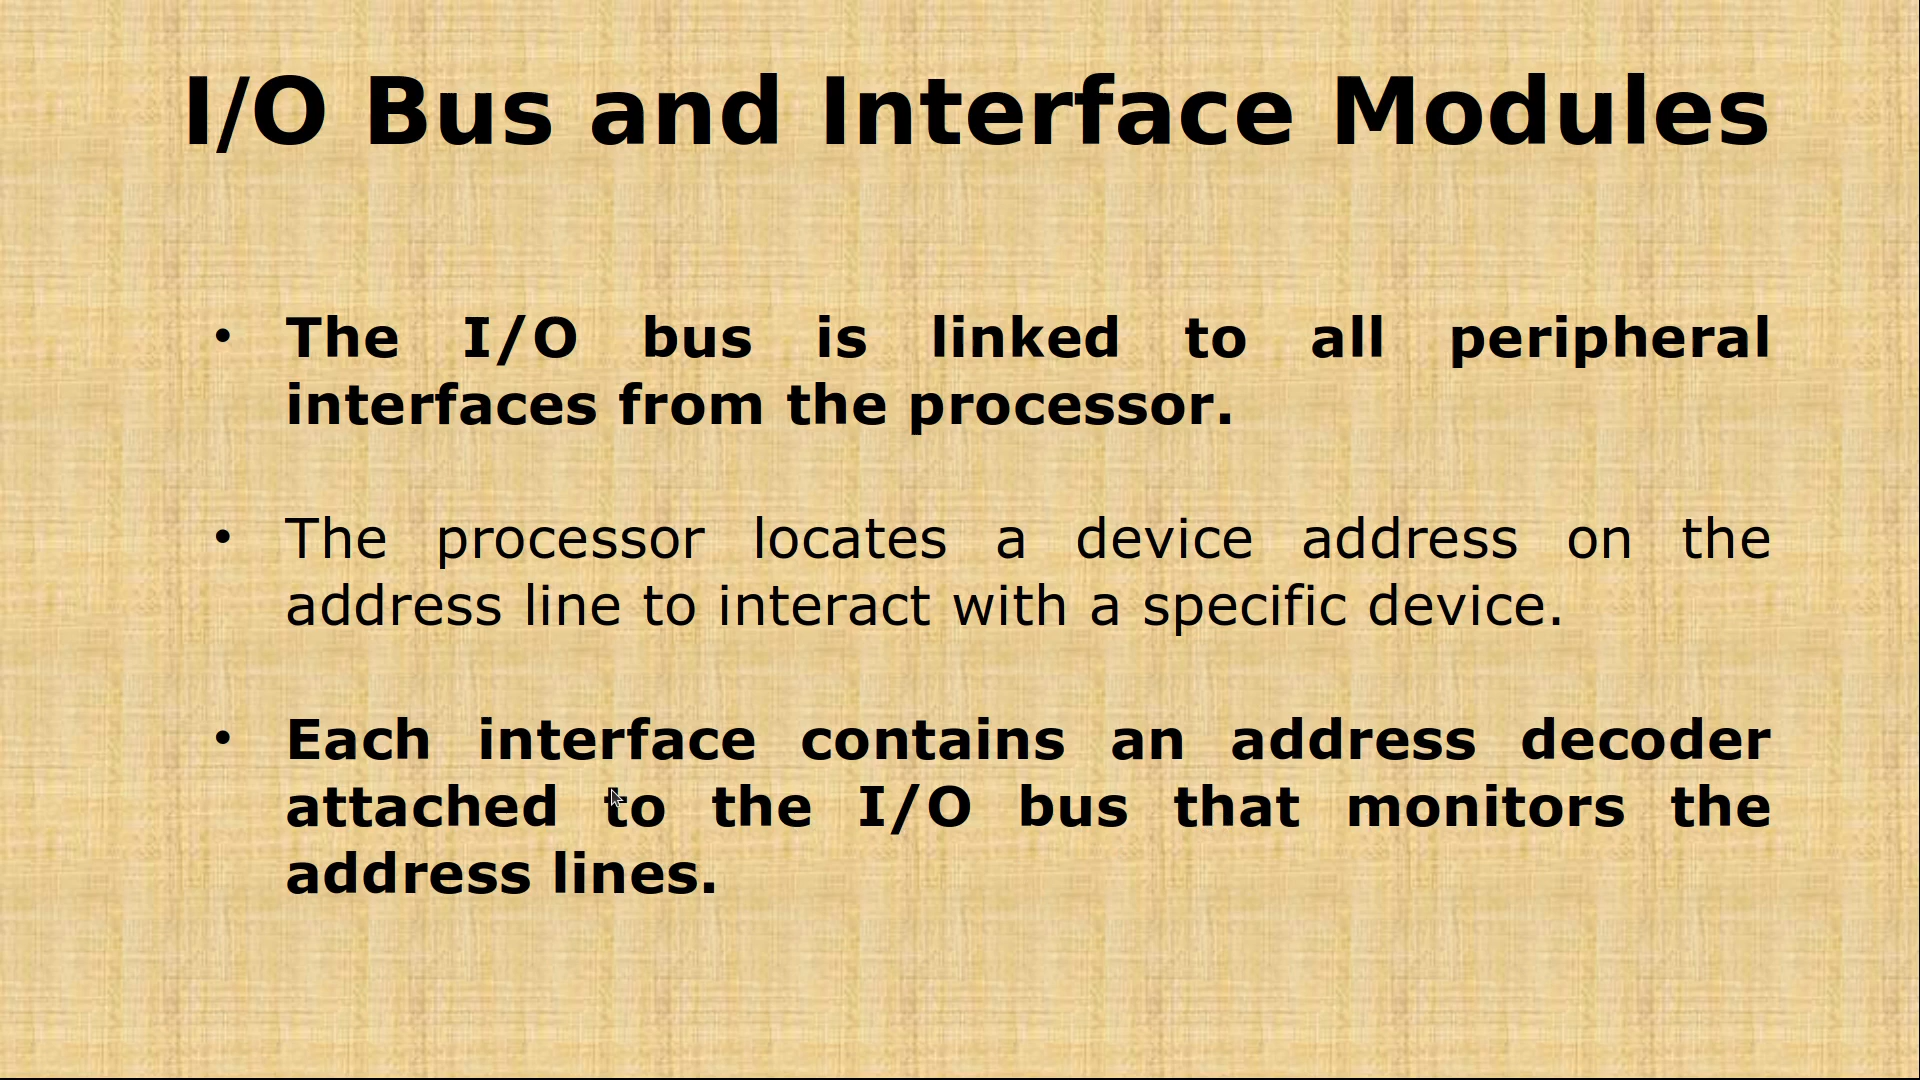 I/O Bus and Interface Modules
• The I/O bus is linked to all peripheral
interfaces from the processor.
• The processor locates a device address on the
address line to interact with a specific device.
• Each interface contains an address decoder
attached to the I/O bus that monitors the
address lines.